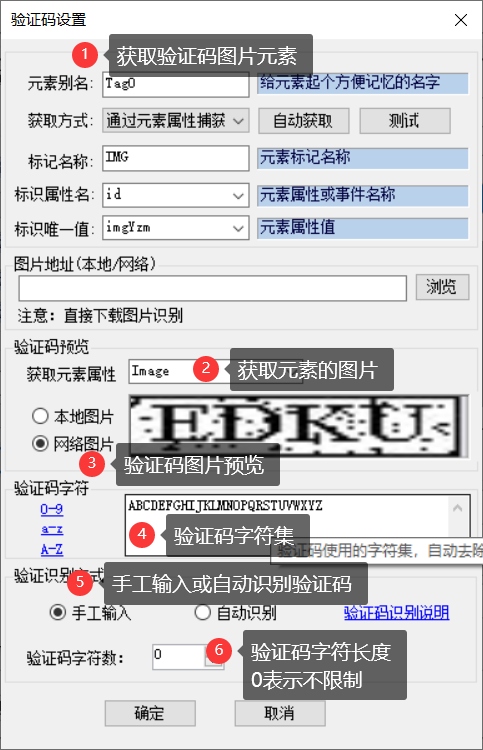 验证码设置
1 获取验证码图片元素
元素别名: Tag0 给元素起个方便记忆的名字
获取方式: 通过元素属性捕获 自动获取 测试
标记名称: IMG 元素标记名称
标识属性名: id 元素属性或事件名称
标识唯一值: imgYzm 元素属性值
图片地址(本地/网络)
浏览
注意: 直接下载图片识别
验证码预览
获取元素属性 Image 2 获取元素的图片
本地图片
网络图片
EDKU
3 验证码图片预览
验证码字符
0-9
a-z
A-Z
ABCDEFGHIJKLMNOPQRSTUVWXYZ
4 验证码字符集
验证码使用的字符集，自动去除
验证码识别方式
5 手工输入或自动识别验证码
手工输入 自动识别 验证码识别说明
验证码字符数: 0
6 验证码字符长度
0表示不限制
确定 取消